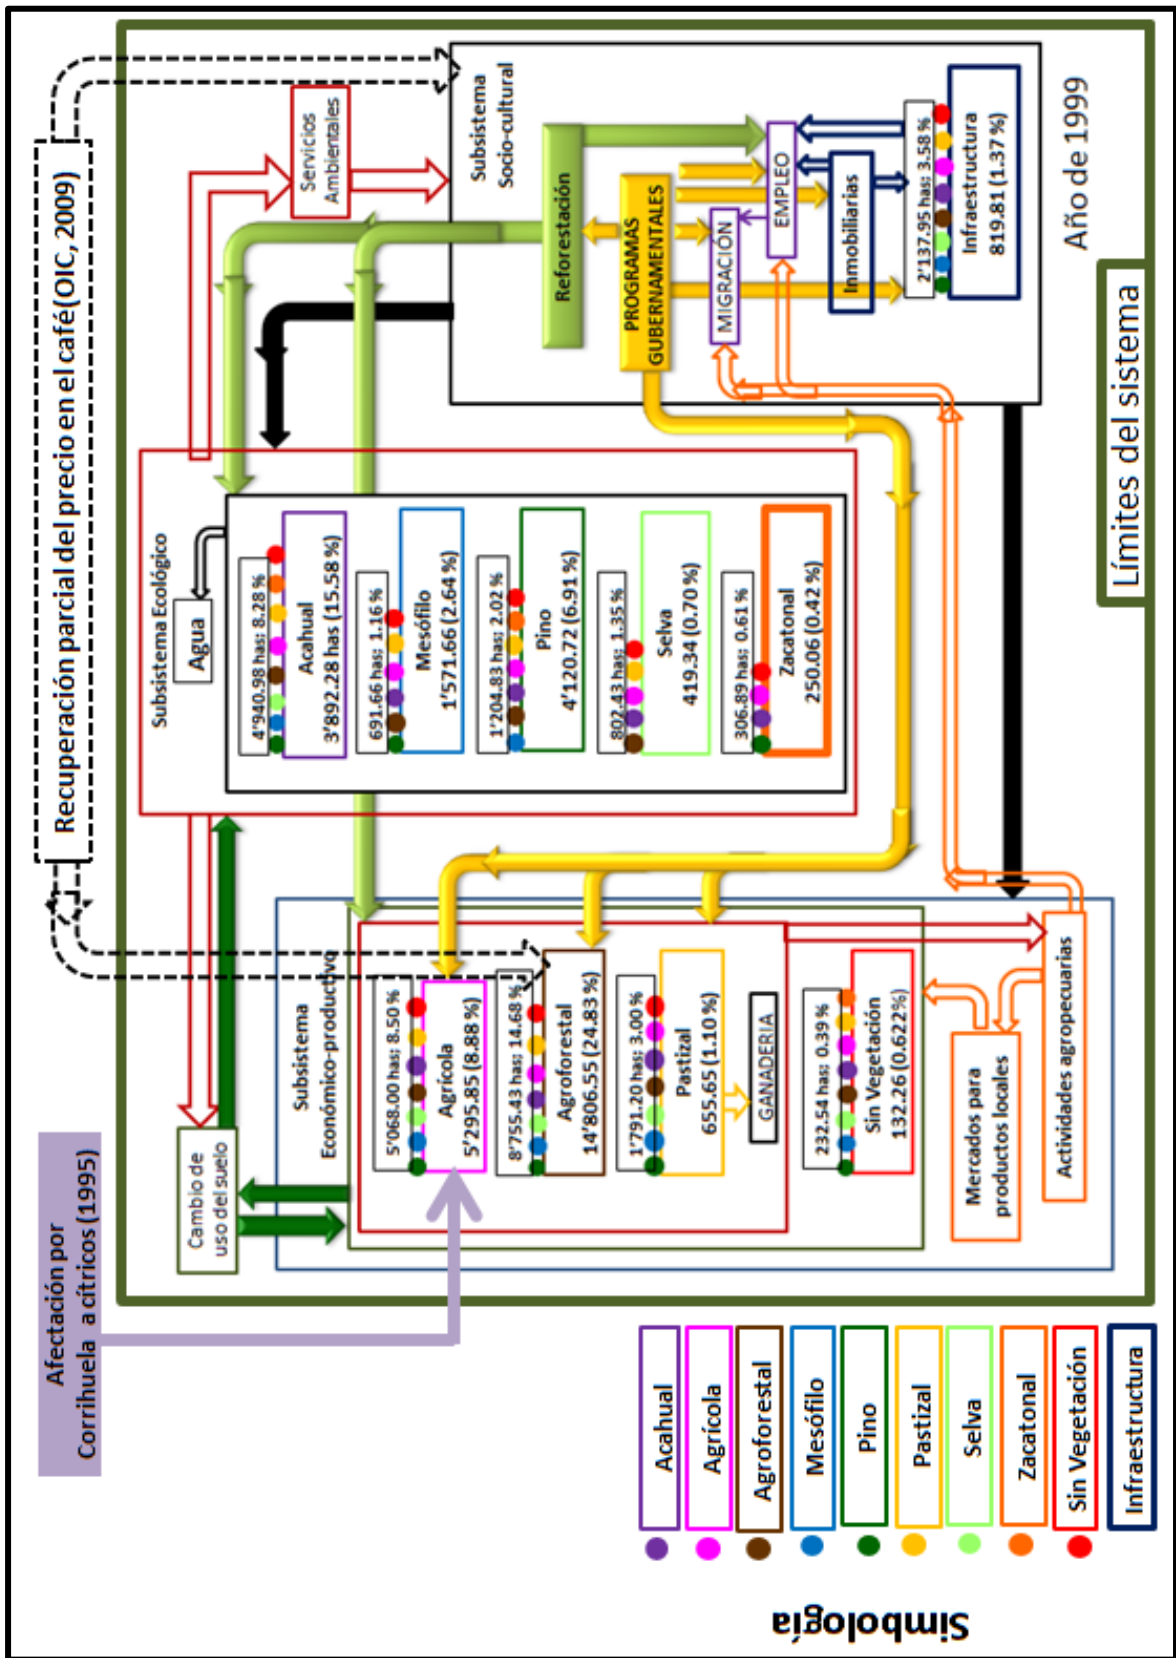 Afectación por
Corrihuela a cítricos (1995)
Recuperación parcial del precio en el café(OIC, 2009)
Cambio de
uso del suelo
Servicios
Ambientales
Subsistema
Económico-productivo
5'068.00 has; 8.50 %
Agrícola
5'295.85 (8.88 %)
8'755.43 has; 14.68 %
Agroforestal
14'806.55 (24.83 %)
1'791.20 has; 3.00 %
Pastizal
655.65 (1.10 %)
GANADERIA
232.54 has; 0.39 %
Sin Vegetación
132.26 (0.622%)
Mercados para
productos locales
Actividades agropecuarias
Subsistema Ecológico
Agua
4'940.98 has; 8.28 %
Acahual
3'892.28 has (15.58 %)
691.66 has; 1.16 %
Mesófilo
1'571.66 (2.64 %)
1'204.83 has; 2.02 %
Pino
4'120.72 (6.91 %)
802.43 has; 1.35 %
Selva
419.34 (0.70 %)
306.89 has; 0.61 %
Zacatonal
250.06 (0.42 %)
Subsistema
Socio-cultural
Reforestación
PROGRAMAS
GUBERNAMENTALES
MIGRACIÓN
EMPLEO
Inmobiliarias
2'137.95 has; 3.58 %
Infraestructura
819.81 (1.37 %)
Año de 1999
Límites del sistema
Simbología
Acahual
Agrícola
Agroforestal
Mesófilo
Pino
Pastizal
Selva
Zacatonal
Sin Vegetación
Infraestructura